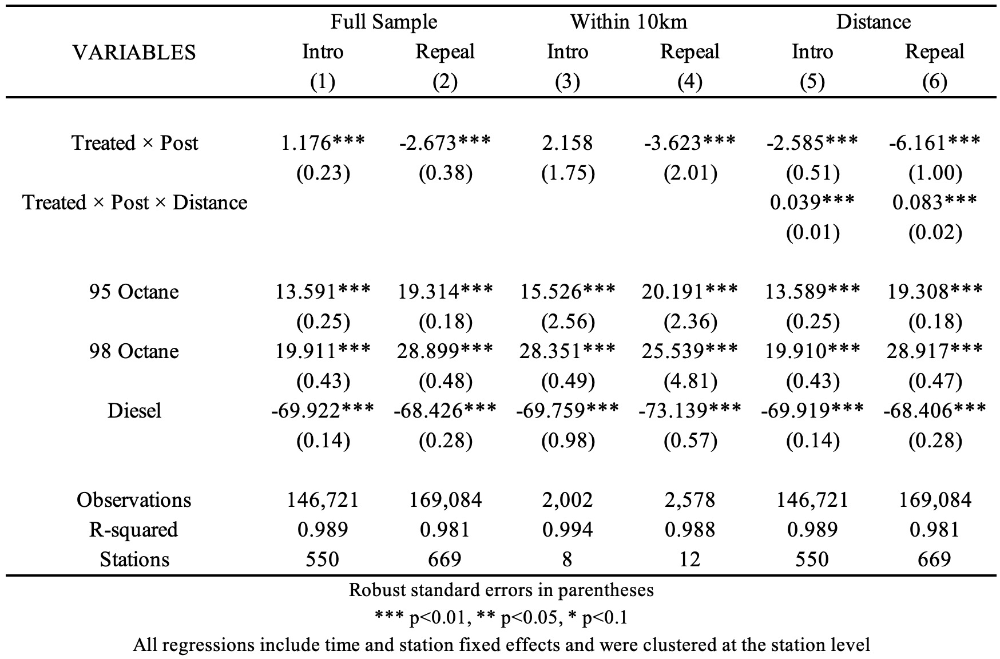 Full Sample Within 10km Distance
VARIABLES Intro Repeal Intro Repeal Intro Repeal
(1) (2) (3) (4) (5) (6)
Treated × Post 1.176*** -2.673*** 2.158 -3.623*** -2.585*** -6.161***
(0.23) (0.38) (1.75) (2.01) (0.51) (1.00)
Treated × Post × Distance 0.039*** 0.083***
(0.01) (0.02)
95 Octane 13.591*** 19.314*** 15.526*** 20.191*** 13.589*** 19.308***
(0.25) (0.18) (2.56) (2.36) (0.25) (0.18)
98 Octane 19.911*** 28.899*** 28.351*** 25.539*** 19.910*** 28.917***
(0.43) (0.48) (0.49) (4.81) (0.43) (0.47)
Diesel -69.922*** -68.426*** -69.759*** -73.139*** -69.919*** -68.406***
(0.14) (0.28) (0.98) (0.57) (0.14) (0.28)
Observations 146,721 169,084 2,002 2,578 146,721 169,084
R-squared 0.989 0.981 0.994 0.988 0.989 0.981
Stations 550 669 8 12 550 669
Robust standard errors in parentheses
*** p<0.01, ** p<0.05, * p<0.1
All regressions include time and station fixed effects and were clustered at the station level